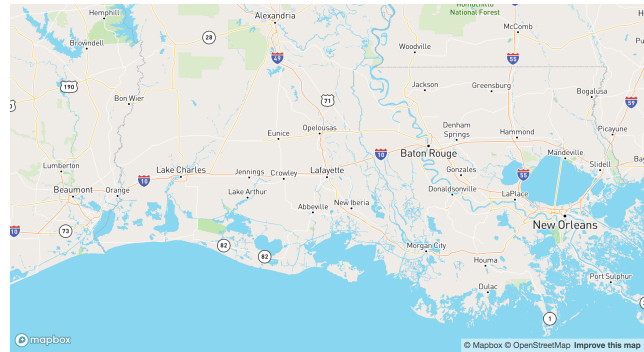 Hemphill
Alexandria
Homochitto
National Forest
McComb
Browndell
28
Woodville
49
55
190
71
Jackson
Greensburg
Bogalusa
Bon Wier
59
Eunice
Opelousas
Denham
Springs
Hammond
Picayune
10
Baton Rouge
Mandeville
Lumberton
Lake Charles
Jennings
Crowley
Lafayette
Gonzales
Slidell
55
10
Beaumont
Orange
Lake Arthur
Donaldsonville
LaPlace
Abbeville
New Iberia
New Orleans
10
73
82
82
Morgan City
Houma
Port Sulphur
Dulac
1
mapbox
© Mapbox © OpenStreetMap Improve this map